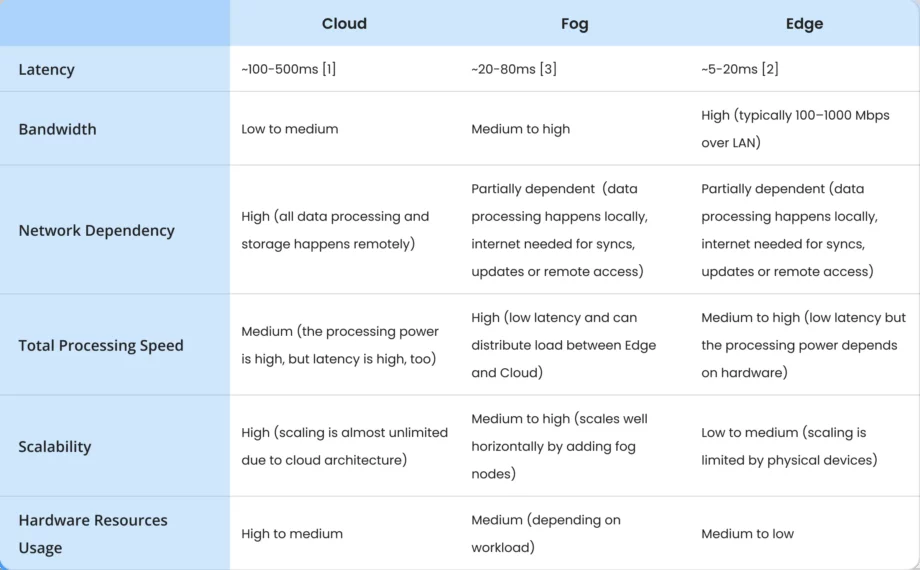 Cloud Fog Edge
Latency
~100-500ms [1]
~20-80ms [3]
~5-20ms [2]
Bandwidth
Low to medium
Medium to high
High (typically 100–1000 Mbps
over LAN)
Network Dependency
High (all data processing and
storage happens remotely)
Partially dependent (data
processing happens locally,
internet needed for syncs,
updates or remote access)
Partially dependent (data
processing happens locally,
internet needed for syncs,
updates or remote access)
Total Processing Speed
Medium (the processing power
is high, but latency is high, too)
High (low latency and can
distribute load between Edge
and Cloud)
Medium to high (low latency but
the processing power depends
on hardware)
Scalability
High (scaling is almost unlimited
due to cloud architecture)
Medium to high (scales well
horizontally by adding fog
nodes)
Low to medium (scaling is
limited by physical devices)
Hardware Resources
Usage
High to medium
Medium (depending on
workload)
Medium to low